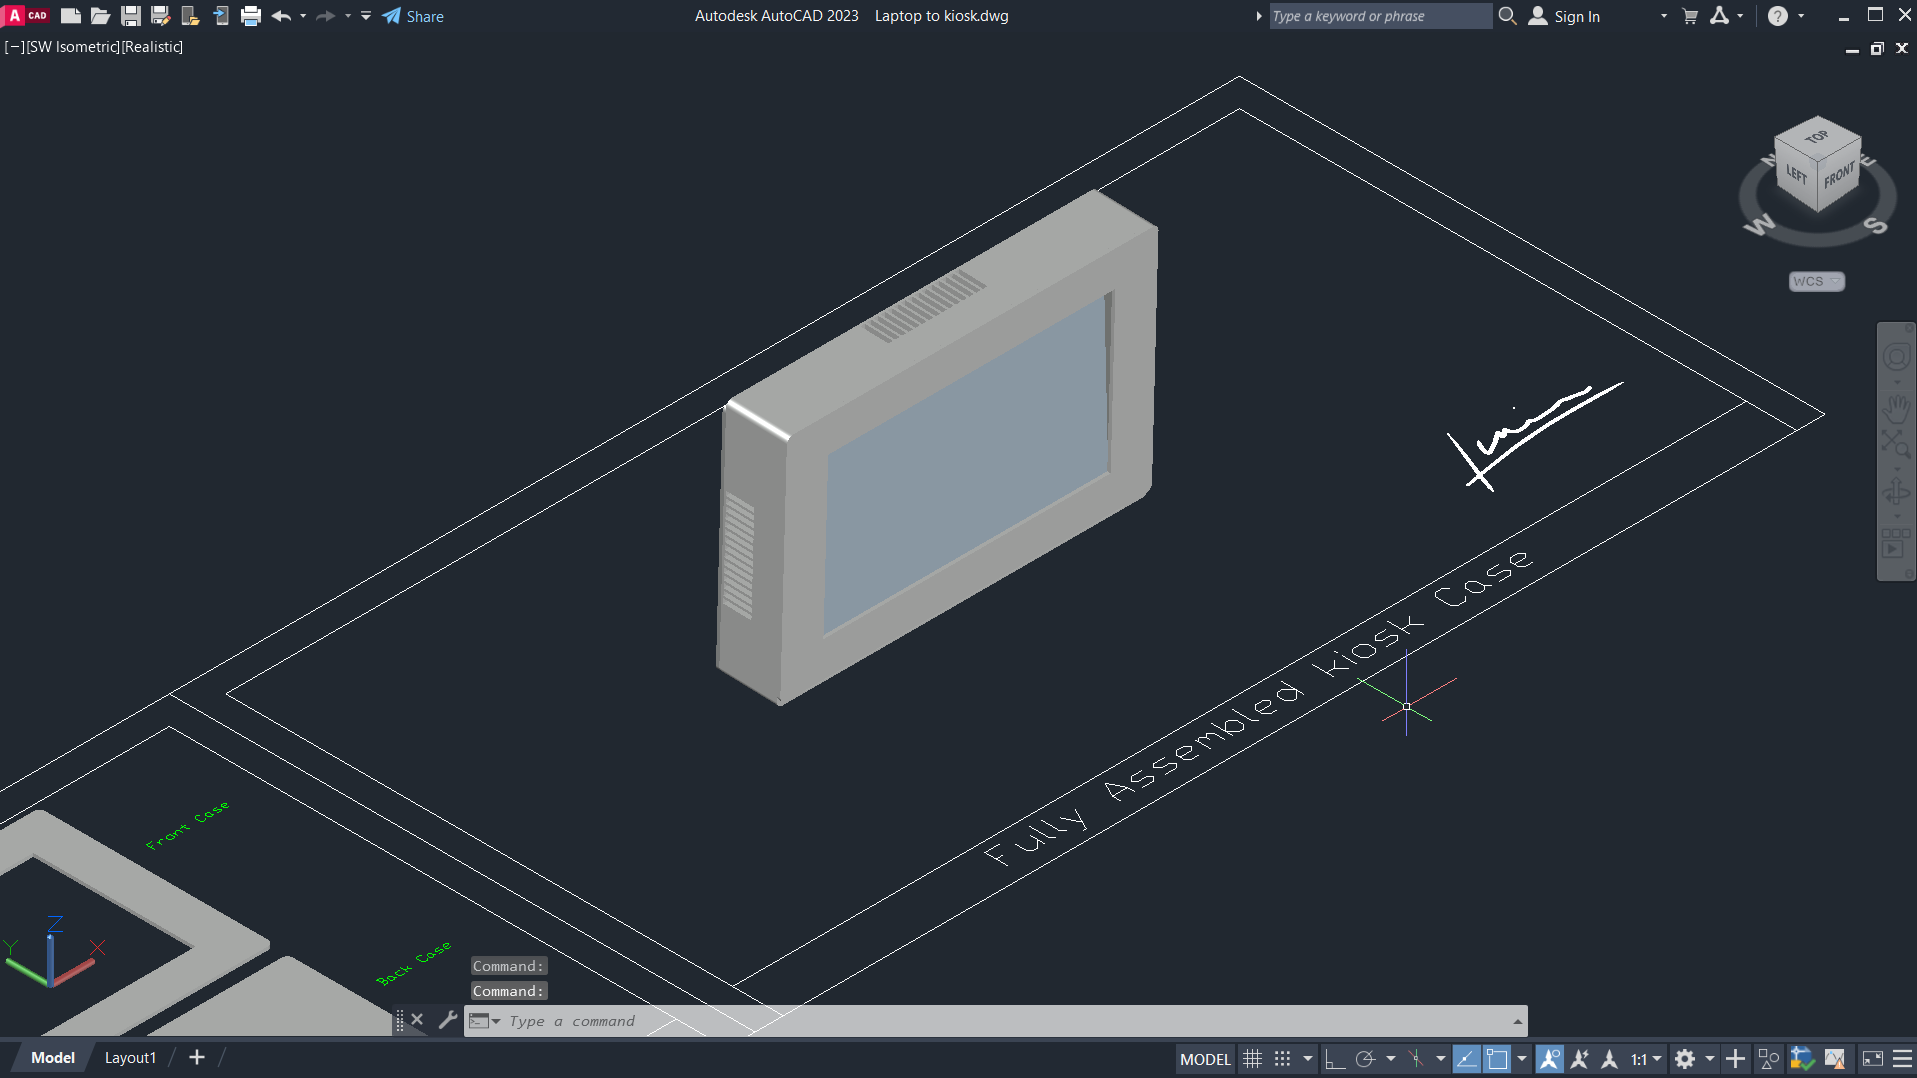 A CAD
Share
Autodesk AutoCAD 2023 Laptop to kiosk.dwg
Type a keyword or phrase
Sign In
[−][SW Isometric][Realistic]
TOP
LEFT
FRONT
W
S
WCS
Fully Assembled kiosk Case
Front Case
Back Case
Z
Y
X
Command:
Command:
Type a command
Model
Layout1
MODEL
1:1